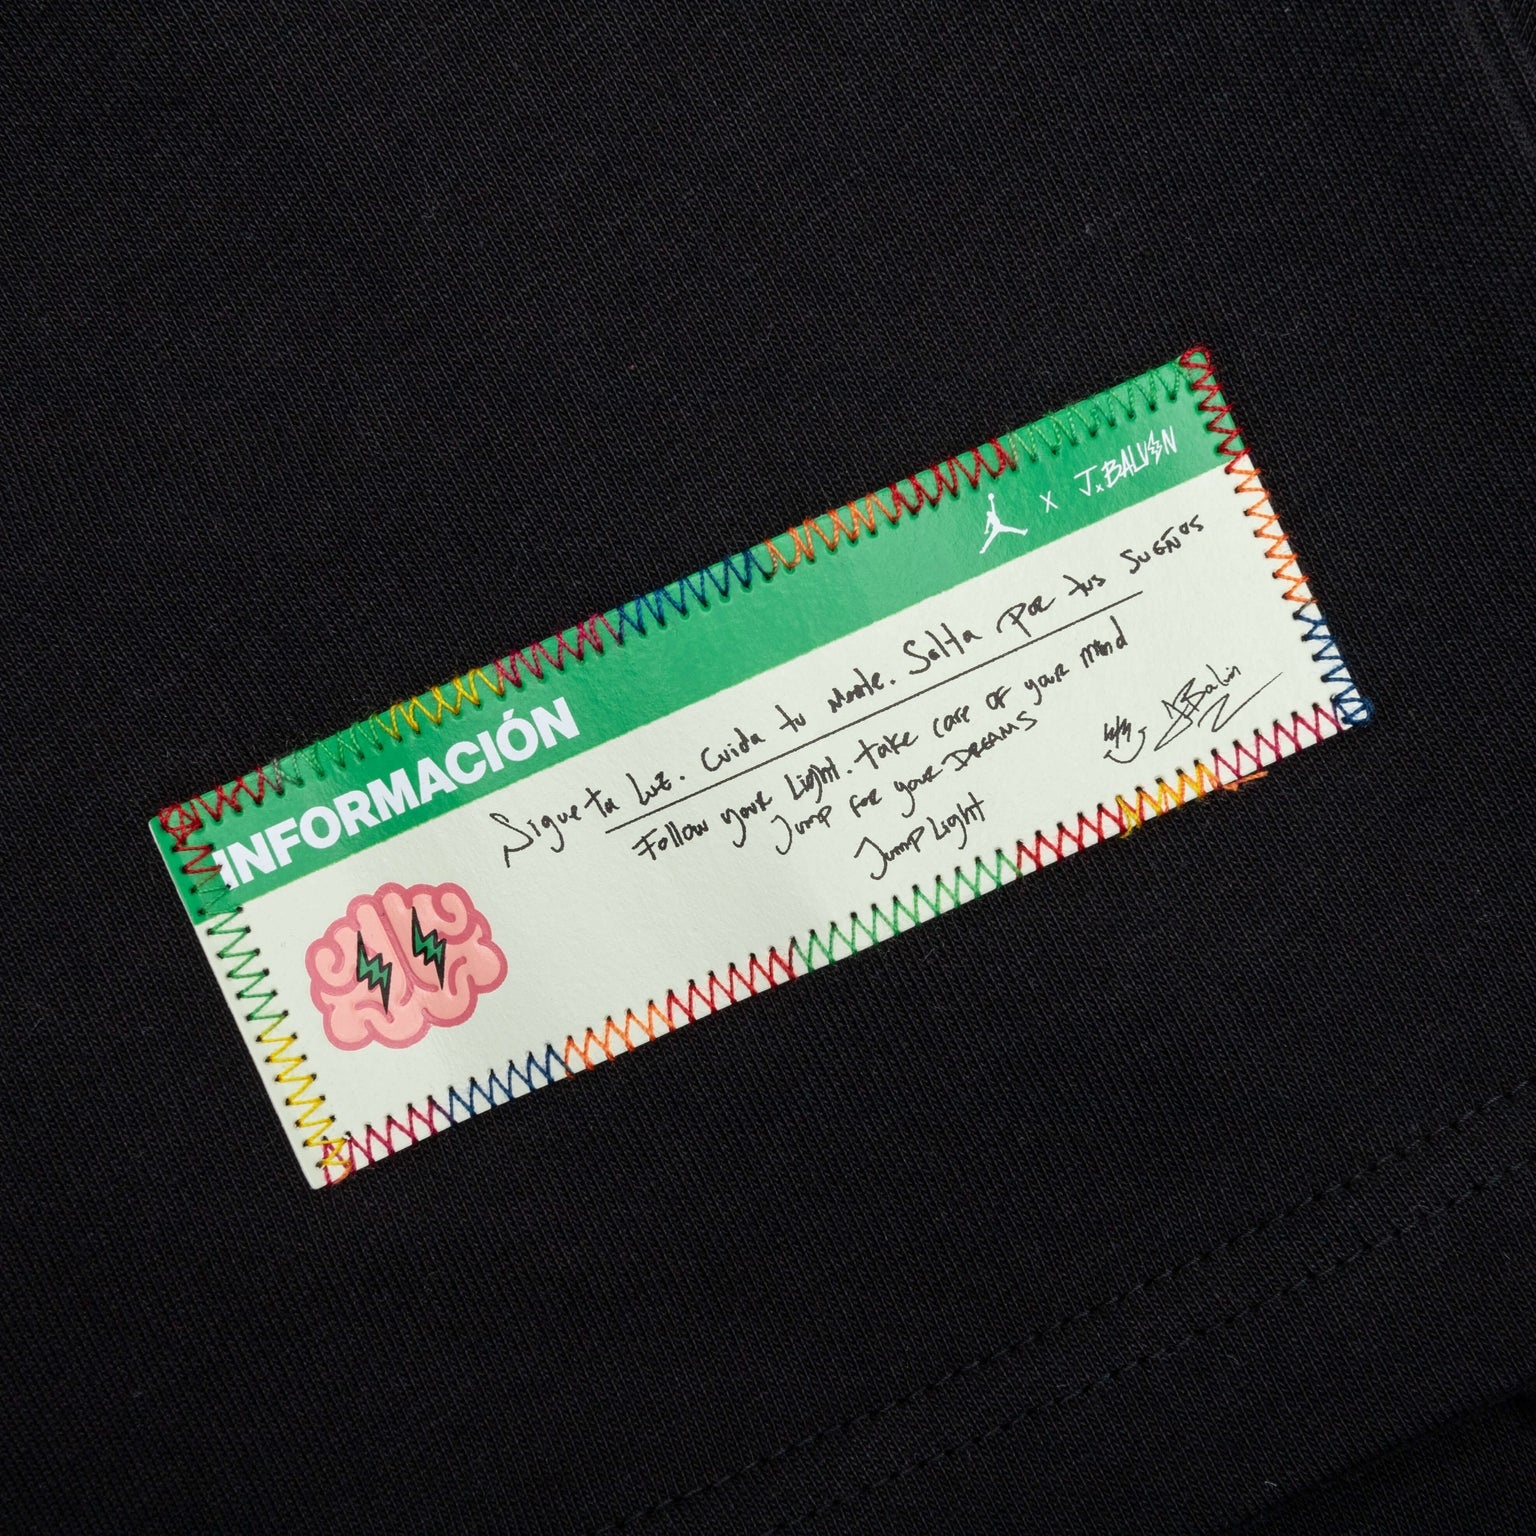 INFORMACIÓN
X J.BALVIN
Sigue tu Luz. Cuida tu Mente. Salta por tus SUEÑOS
Follow your Light. take care of your Mind
Jump for your DREAMS
Jump Light
JBalvin